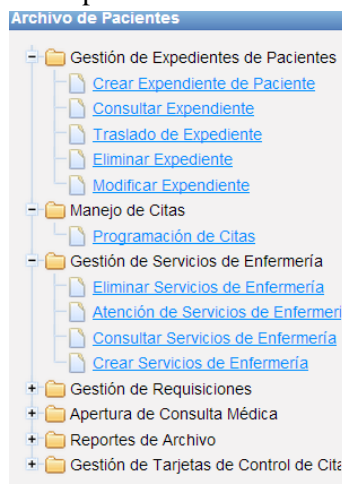 Archivo de Pacientes
Gestión de Expedientes de Pacientes
Crear Expendiente de Paciente
Consultar Expendiente
Traslado de Expediente
Eliminar Expediente
Modificar Expendiente
Manejo de Citas
Programación de Citas
Gestión de Servicios de Enfermería
Eliminar Servicios de Enfermería
Atención de Servicios de Enfermerí
Consultar Servicios de Enfermería
Crear Servicios de Enfermería
Gestión de Requisiciones
Apertura de Consulta Médica
Reportes de Archivo
Gestión de Tarjetas de Control de Cita